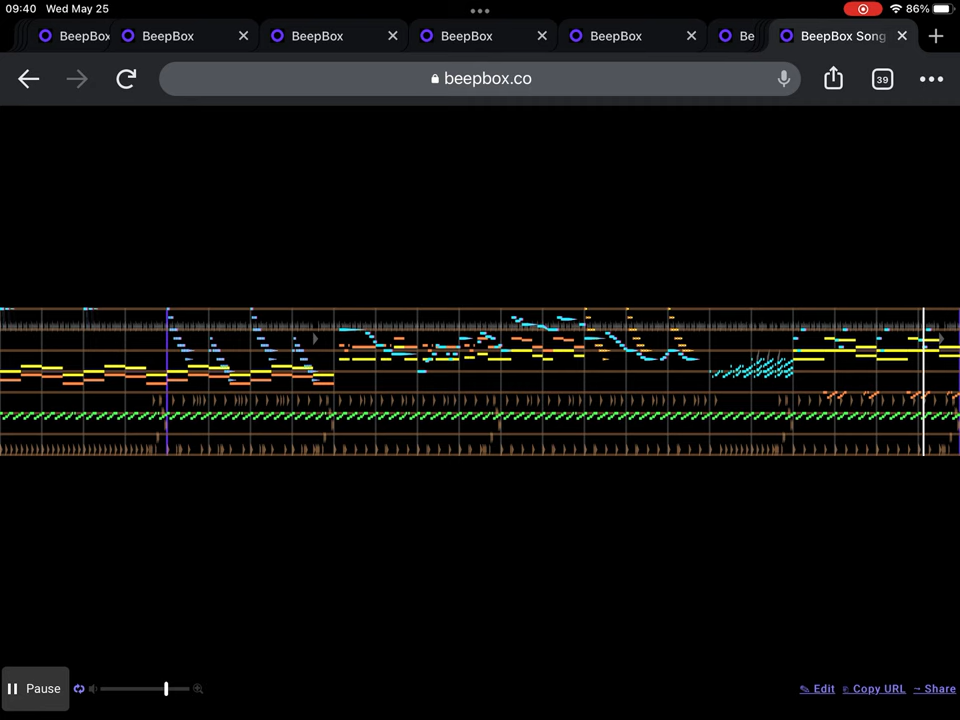 09:40 Wed May 25
86%
BeepBox
BeepBox
BeepBox
BeepBox
BeepBox
Be
BeepBox Song
beepbox.co
39
Pause
Edit
Copy URL
Share